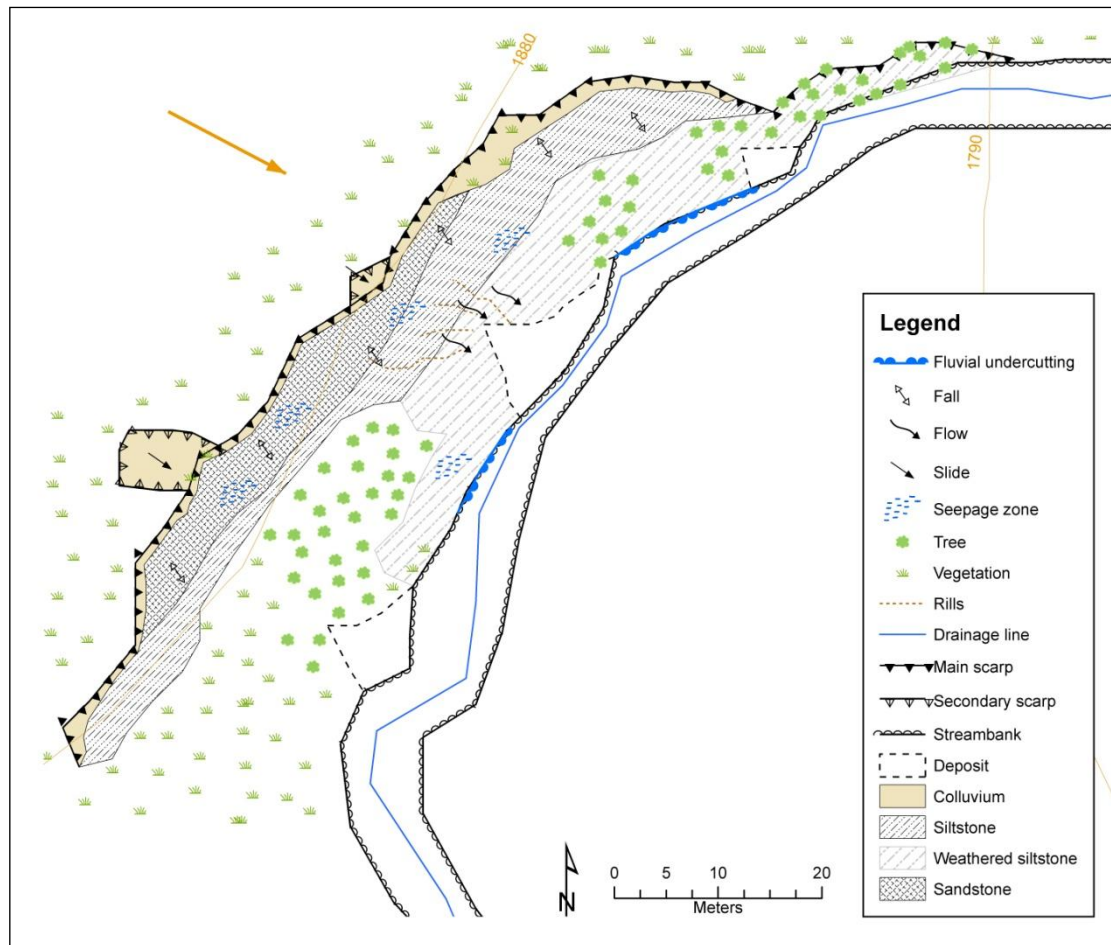 1880
1790
Legend
Fluvial undercutting
Fall
Flow
Slide
Seepage zone
Tree
Vegetation
Rills
Drainage line
Main scarp
Secondary scarp
Streambank
Deposit
Colluvium
Siltstone
Weathered siltstone
Sandstone
N
0 5 10 20
Meters